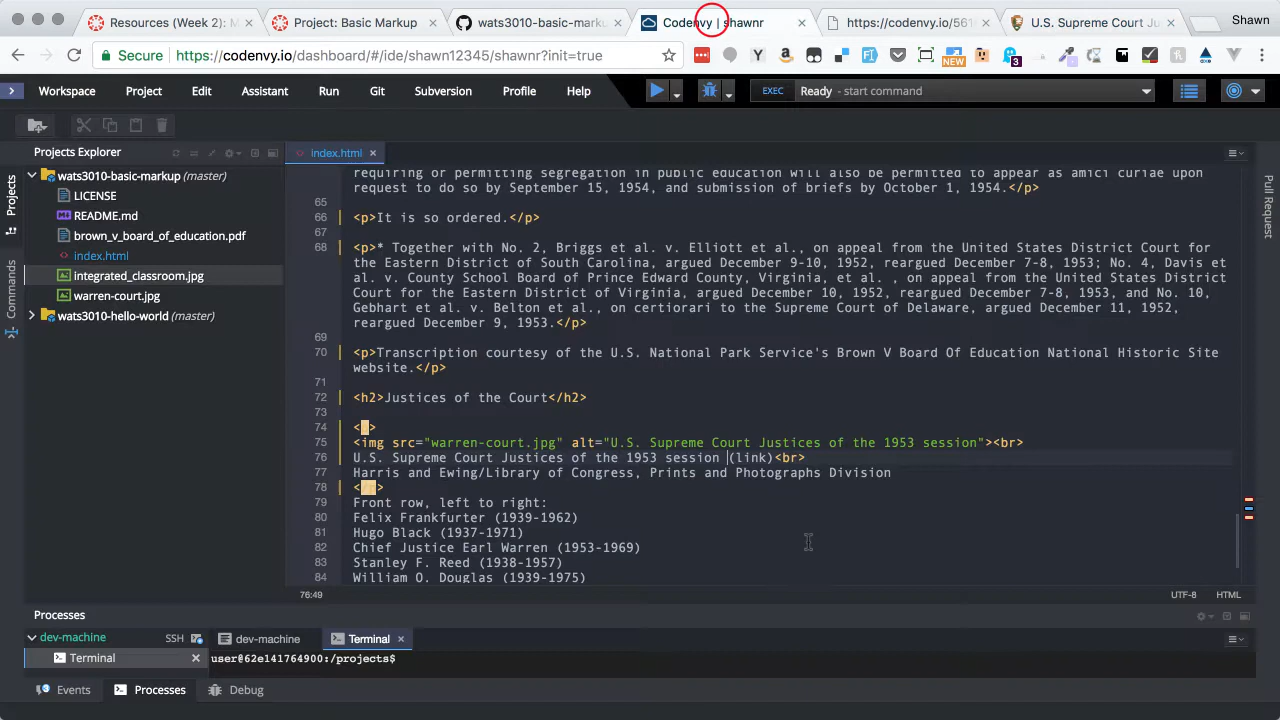 Resources (Week 2): M
Project: Basic Markup
wats3010-basic-marku
Codenvy | shawnr
https://codenvy.io/561
U.S. Supreme Court Ju
Shawn
Secure
https://codenvy.io/dashboard/#/ide/shawn12345/shawnr?init=true
NEW
3
Workspace
Project
Edit
Assistant
Run
Git
Subversion
Profile
Help
EXEC
Ready - start command
Projects Explorer
index.html
Projects
Commands
Pull Request
wats3010-basic-markup (master)
LICENSE
README.md
brown_v_board_of_education.pdf
index.html
integrated_classroom.jpg
warren-court.jpg
wats3010-hello-world (master)
requiring or permitting segregation in public education will also be permitted to appear as amici curiae upon
request to do so by September 15, 1954, and submission of briefs by October 1, 1954.</p>
65
66 <p>It is so ordered.</p>
67
68 <p>* Together with No. 2, Briggs et al. v. Elliott et al., on appeal from the United States District Court for
the Eastern District of South Carolina, argued December 9-10, 1952, reargued December 7-8, 1953; No. 4, Davis et
al. v. County School Board of Prince Edward County, Virginia, et al. , on appeal from the United States District
Court for the Eastern District of Virginia, argued December 10, 1952, reargued December 7-8, 1953, and No. 10,
Gebhart et al. v. Belton et al., on certiorari to the Supreme Court of Delaware, argued December 11, 1952,
reargued December 9, 1953.</p>
69
70 <p>Transcription courtesy of the U.S. National Park Service's Brown V Board Of Education National Historic Site
website.</p>
71
72 <h2>Justices of the Court</h2>
73
74 < >
75 <img src="warren-court.jpg" alt="U.S. Supreme Court Justices of the 1953 session"><br>
76 U.S. Supreme Court Justices of the 1953 session (link)<br>
77 Harris and Ewing/Library of Congress, Prints and Photographs Division
78 < >
79 Front row, left to right:
80 Felix Frankfurter (1939-1962)
81 Hugo Black (1937-1971)
82 Chief Justice Earl Warren (1953-1969)
83 Stanley F. Reed (1938-1957)
84 William O. Douglas (1939-1975)
76:49
UTF-8
HTML
Processes
dev-machine
SSH
dev-machine
Terminal
Terminal
user@62e141764900:/projects$
Events
Processes
Debug